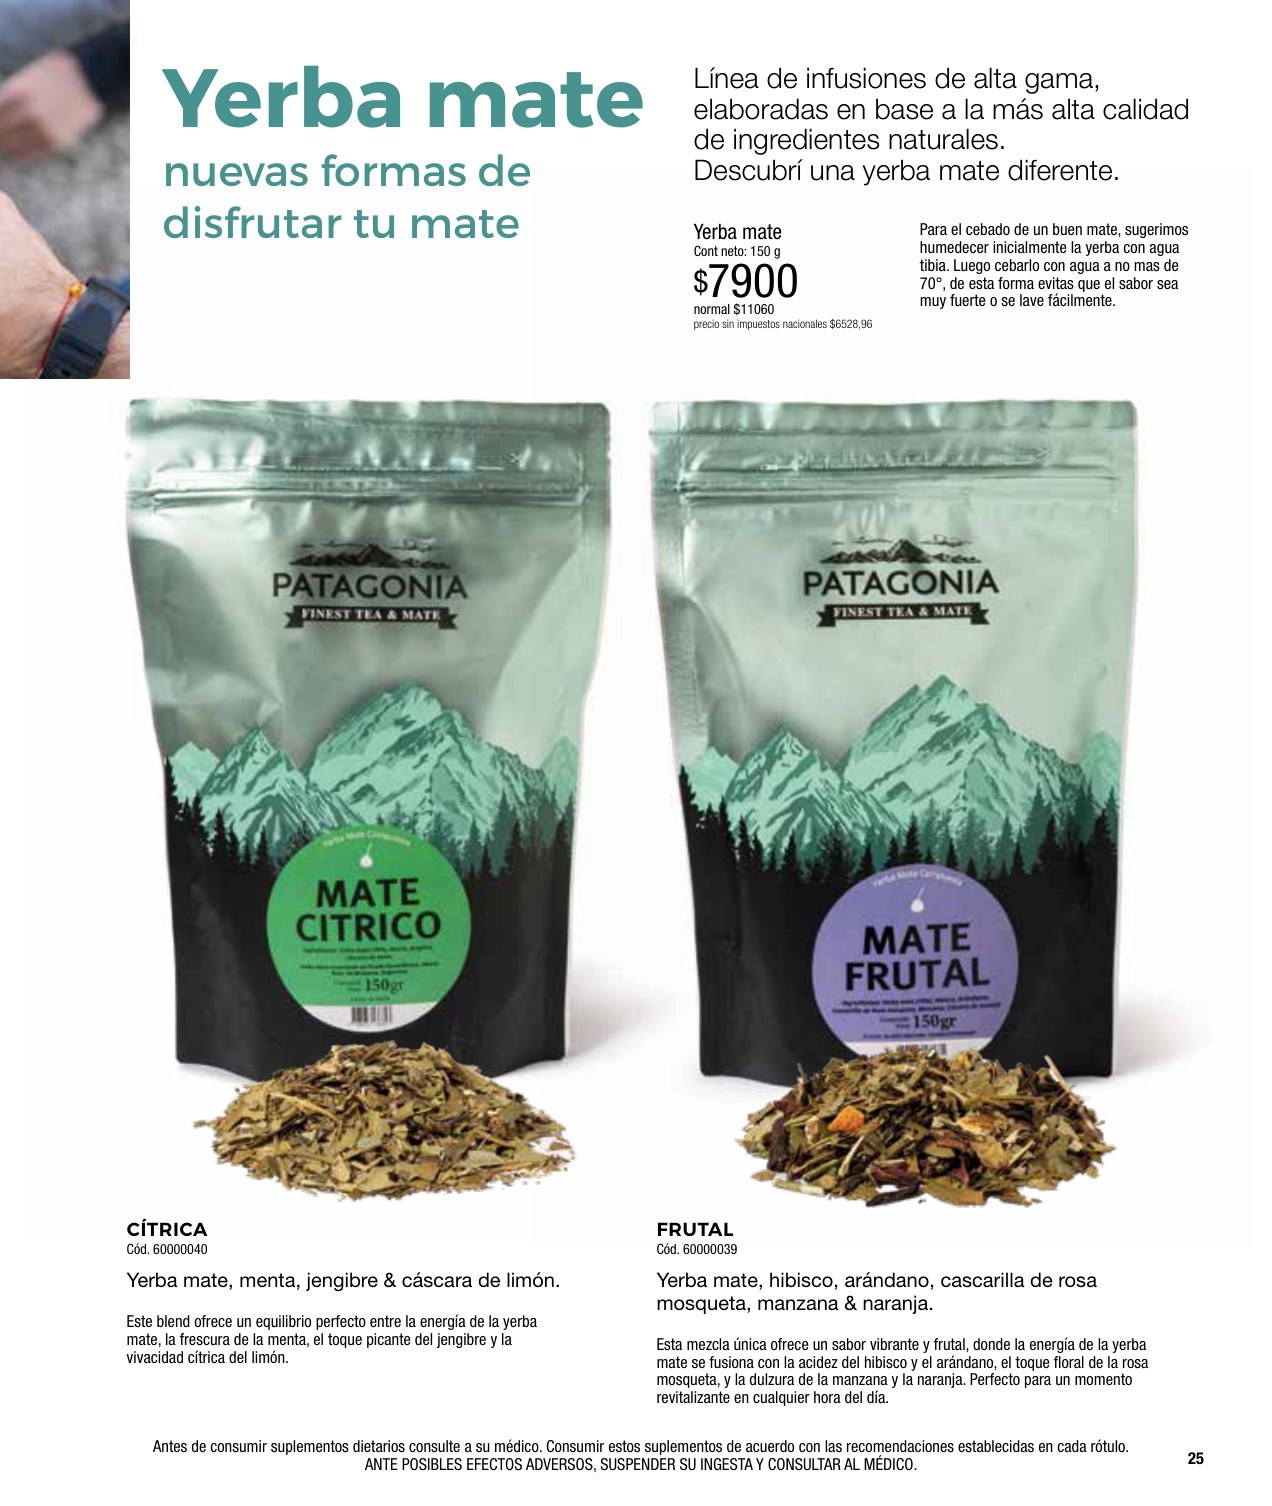 Yerba mate
nuevas formas de
disfrutar tu mate
Línea de infusiones de alta gama,
elaboradas en base a la más alta calidad
de ingredientes naturales.
Descubrí una yerba mate diferente.
Yerba mate
Cont neto: 150 g
$7900
normal $11060
precio sin impuestos nacionales $6528,96
Para el cebado de un buen mate, sugerimos
humedecer inicialmente la yerba con agua
tibia. Luego cebarlo con agua a no mas de
70°, de esta forma evitas que el sabor sea
muy fuerte o se lave fácilmente.
PATAGONIA
FINEST TEA & MATE
Yerba Mate Compuesta
MATE
CITRICO
150gr
PATAGONIA
FINEST TEA & MATE
Yerba Mate Compuesta
MATE
FRUTAL
150gr
CÍTRICA
Cód. 60000040
Yerba mate, menta, jengibre & cáscara de limón.
Este blend ofrece un equilibrio perfecto entre la energía de la yerba
mate, la frescura de la menta, el toque picante del jengibre y la
vivacidad cítrica del limón.
FRUTAL
Cód. 60000039
Yerba mate, hibisco, arándano, cascarilla de rosa
mosqueta, manzana & naranja.
Esta mezcla única ofrece un sabor vibrante y frutal, donde la energía de la yerba
mate se fusiona con la acidez del hibisco y el arándano, el toque floral de la rosa
mosqueta, y la dulzura de la manzana y la naranja. Perfecto para un momento
revitalizante en cualquier hora del día.
Antes de consumir suplementos dietarios consulte a su médico. Consumir estos suplementos de acuerdo con las recomendaciones establecidas en cada rótulo.
ANTE POSIBLES EFECTOS ADVERSOS, SUSPENDER SU INGESTA Y CONSULTAR AL MÉDICO.
25